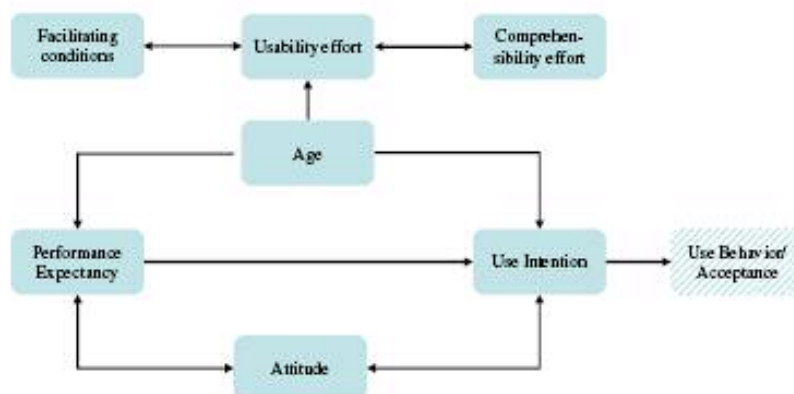 Facilitating
conditions
Usability effort
Comprehen-
sibility effort
Age
Performance
Expectancy
Use Intention
Use Behavior/
Acceptance
Attitude